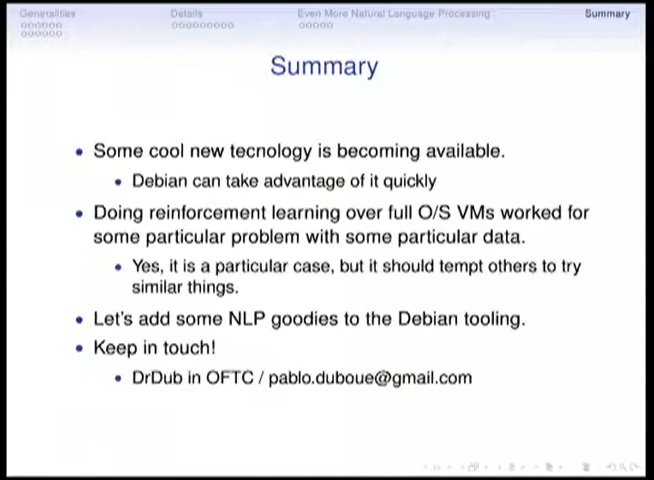 Generalities Details Even More Natural Language Processing Summary
Summary
Some cool new tecnology is becoming available.
Debian can take advantage of it quickly
Doing reinforcement learning over full O/S VMs worked for
some particular problem with some particular data.
Yes, it is a particular case, but it should tempt others to try
similar things.
Let's add some NLP goodies to the Debian tooling.
Keep in touch!
DrDub in OFTC / pablo.duboue@gmail.com